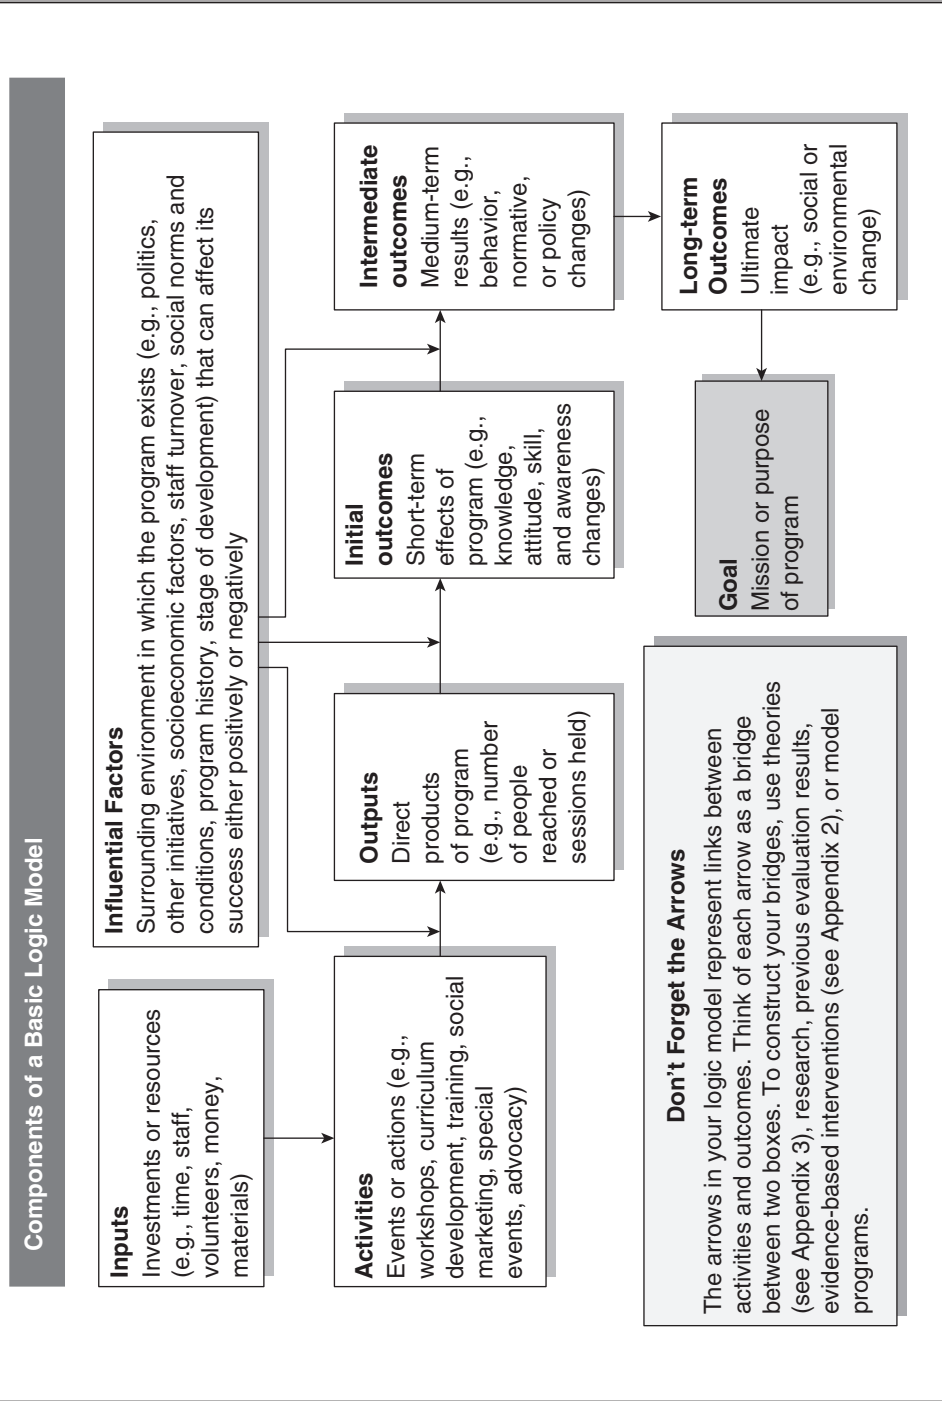 Components of a Basic Logic Model
Inputs
Investments or resources
(e.g., time, staff,
volunteers, money,
materials)
Influential Factors
Surrounding environment in which the program exists (e.g., politics,
other initiatives, socioeconomic factors, staff turnover, social norms and
conditions, program history, stage of development) that can affect its
success either positively or negatively
Activities
Events or actions (e.g.,
workshops, curriculum
development, training, social
marketing, special
events, advocacy)
Outputs
Direct
products
of program
(e.g., number
of people
reached or
sessions held)
Initial
outcomes
Short-term
effects of
program (e.g.,
knowledge,
attitude, skill,
and awareness
changes)
Intermediate
outcomes
Medium-term
results (e.g.,
behavior,
normative,
or policy
changes)
Long-term
Outcomes
Ultimate
impact
(e.g., social or
environmental
change)
Goal
Mission or purpose
of program
Don't Forget the Arrows
The arrows in your logic model represent links between
activities and outcomes. Think of each arrow as a bridge
between two boxes. To construct your bridges, use theories
(see Appendix 3), research, previous evaluation results,
evidence-based interventions (see Appendix 2), or model
programs.